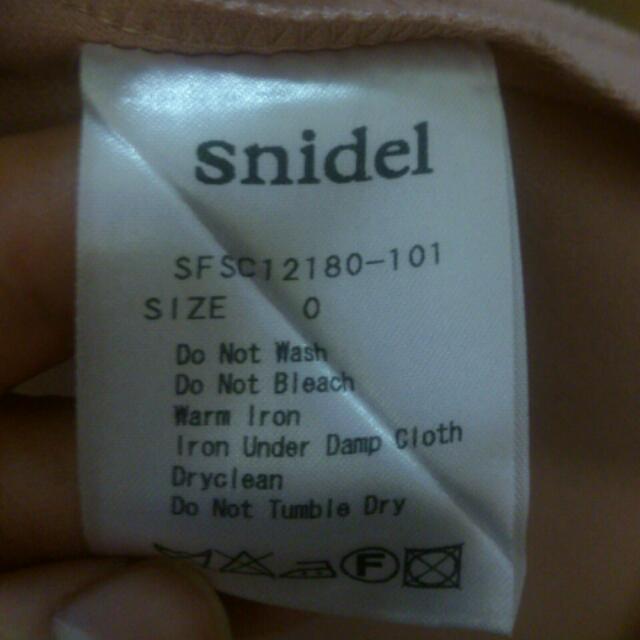 snidel
SFSC12180-101
SIZE 0
Do Not Wash
Do Not Bleach
Warm Iron
Iron Under Damp Cloth
Dryclean
Do Not Tumble Dry
F